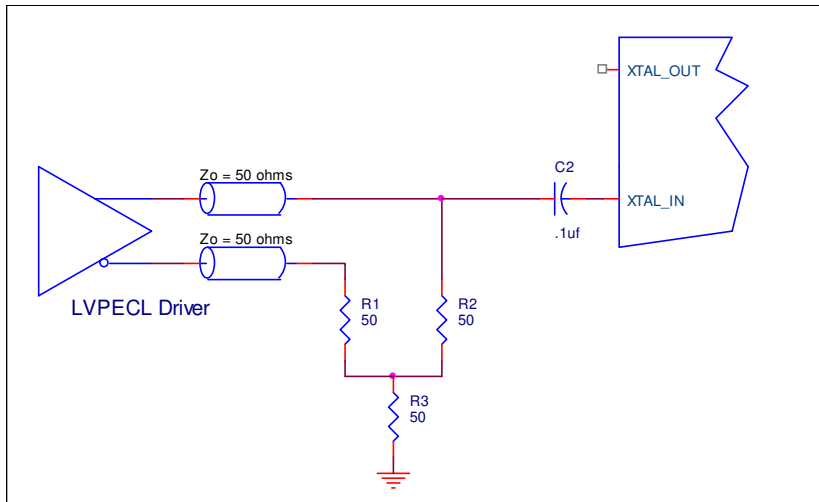 XTAL_OUT
Zo = 50 ohms
C2
XTAL_IN
.1uf
Zo = 50 ohms
LVPECL Driver
R1
50
R2
50
R3
50